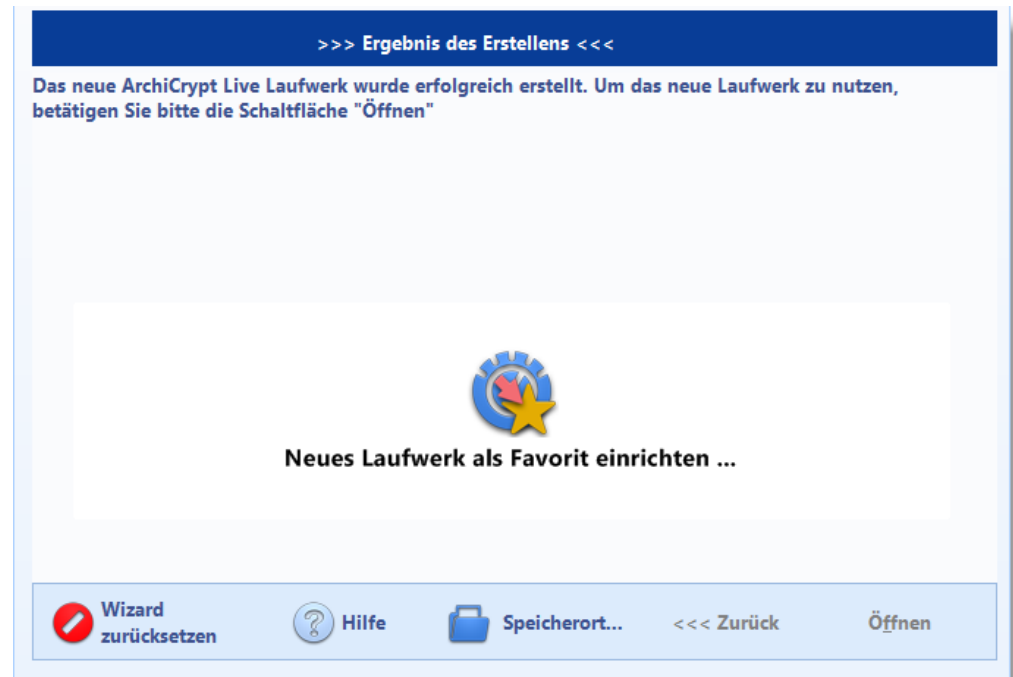 >>> Ergebnis des Erstellens <<<
Das neue ArchiCrypt Live Laufwerk wurde erfolgreich erstellt. Um das neue Laufwerk zu nutzen,
betätigen Sie bitte die Schaltfläche "Öffnen"
Neues Laufwerk als Favorit einrichten ...
Wizard
zurücksetzen
Hilfe
Speicherort...
<<< Zurück
Öffnen